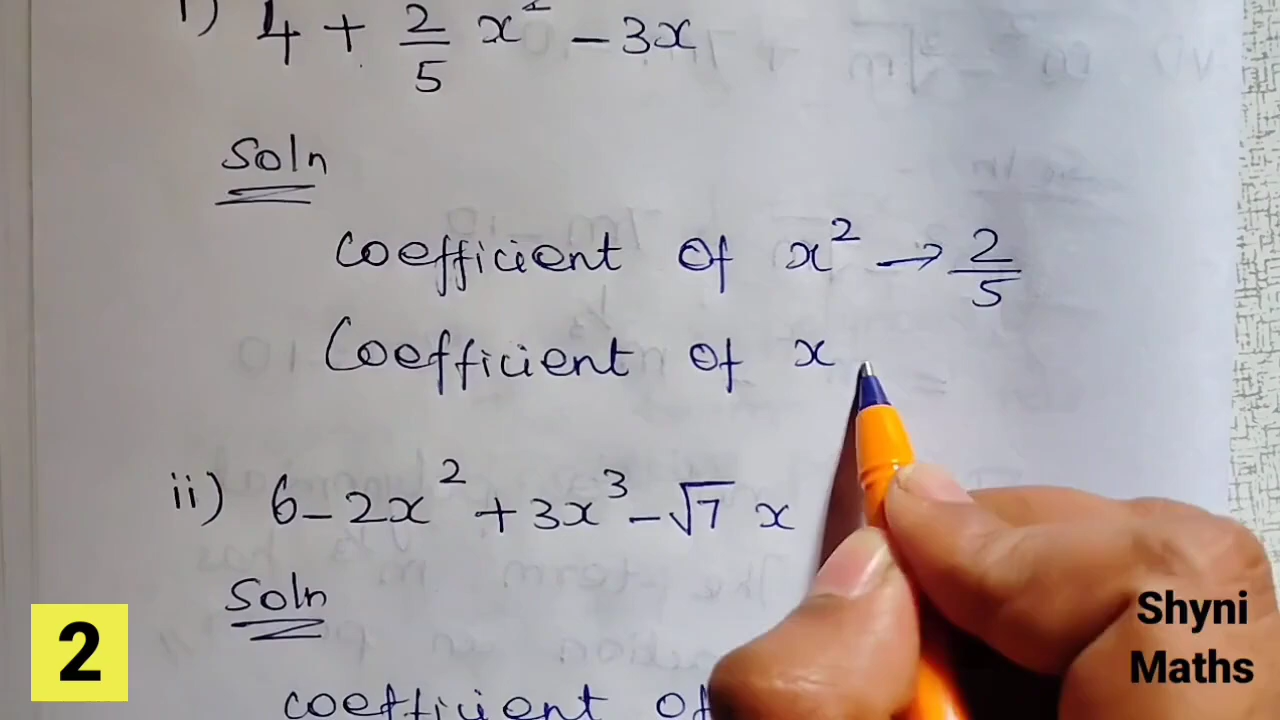 i) 4 + 2/5 x² - 3x
Soln
Coefficient of x² → 2/5
Coefficient of x
ii) 6 - 2x² + 3x³ - √7 x
Soln
coefficient of
2
Shyni
Maths